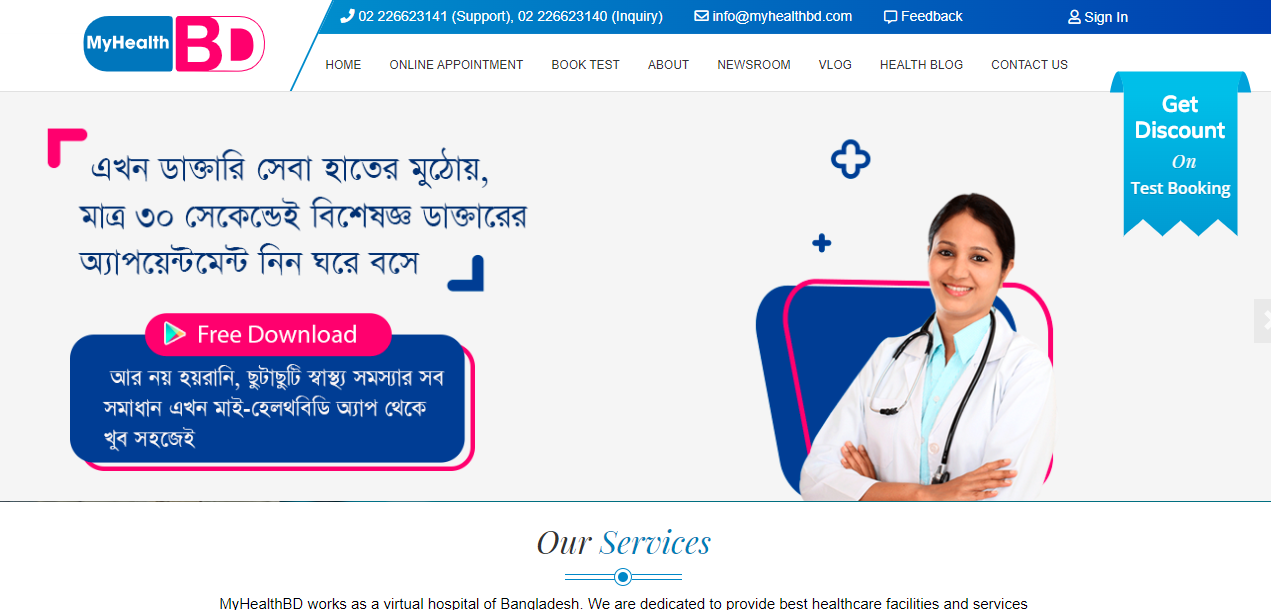 MyHealth BD
02 226623141 (Support), 02 226623140 (Inquiry) info@myhealthbd.com Feedback Sign In
HOME ONLINE APPOINTMENT BOOK TEST ABOUT NEWSROOM VLOG HEALTH BLOG CONTACT US
Get
Discount
On
Test Booking
এখন ডাক্তারি সেবা হাতের মুঠোয়,
মাত্র ৩০ সেকেন্ডেই বিশেষজ্ঞ ডাক্তারের
অ্যাপয়েন্টমেন্ট নিন ঘরে বসে
Free Download
আর নয় হয়রানি, ছুটাছুটি স্বাস্থ্য সমস্যার সব
সমাধান এখন মাই-হেলথবিডি অ্যাপ থেকে
খুব সহজেই
Our Services
MyHealthBD works as a virtual hospital of Bangladesh. We are dedicated to provide best healthcare facilities and services